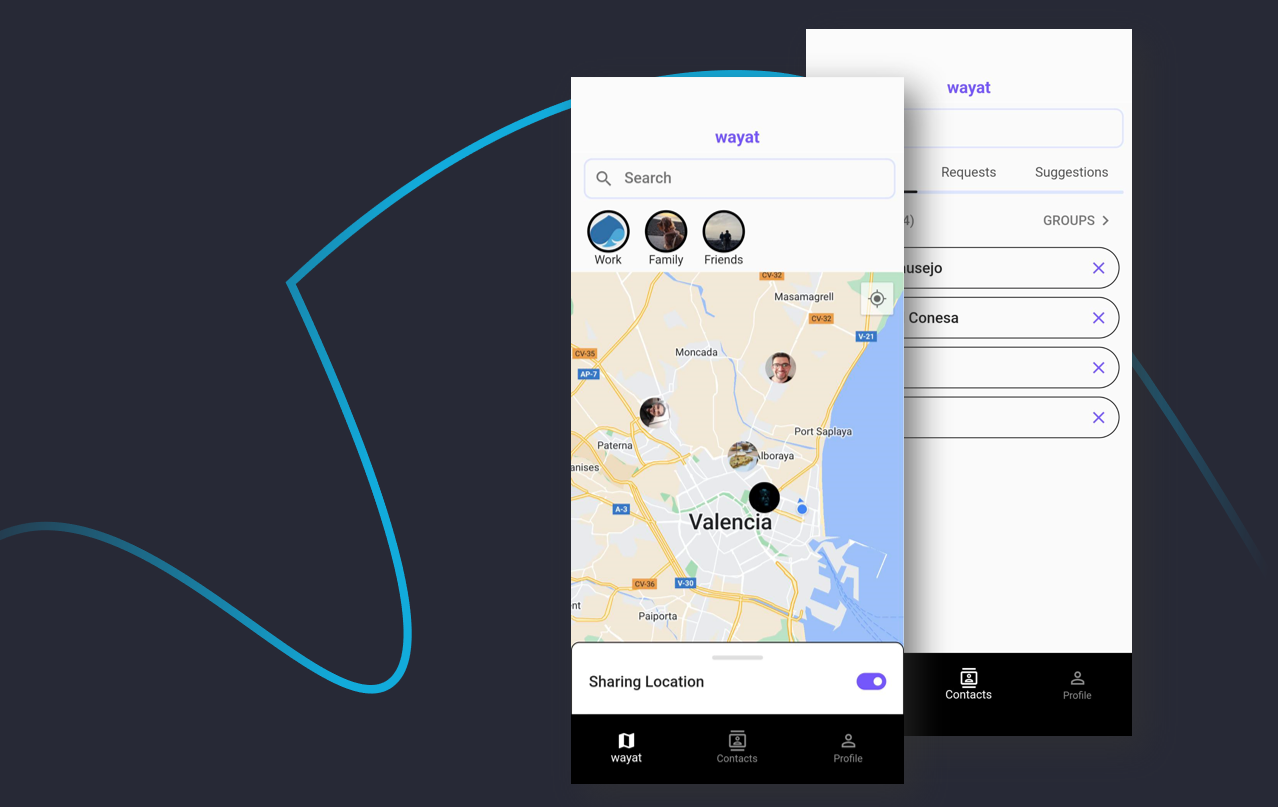 wayat
Search
Work
Family
Friends
CV-32
Masamagrell
CV-32
V-21
Moncada
CV-35
AP-7
Port Saplaya
Paterna
Alboraya
anises
A-3
Valencia
CV-36
V-30
nt
Paiporta
Sharing Location
wayat
Contacts
Profile
wayat
Requests
Suggestions
4)
GROUPS
usejo
Conesa
Contacts
Profile